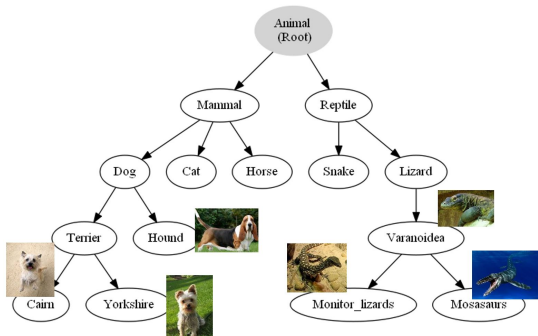 Animal
(Root)
Mammal
Reptile
Dog
Cat
Horse
Snake
Lizard
Terrier
Hound
Varanoidea
Cairn
Yorkshire
Monitor_lizards
Mosasaurs